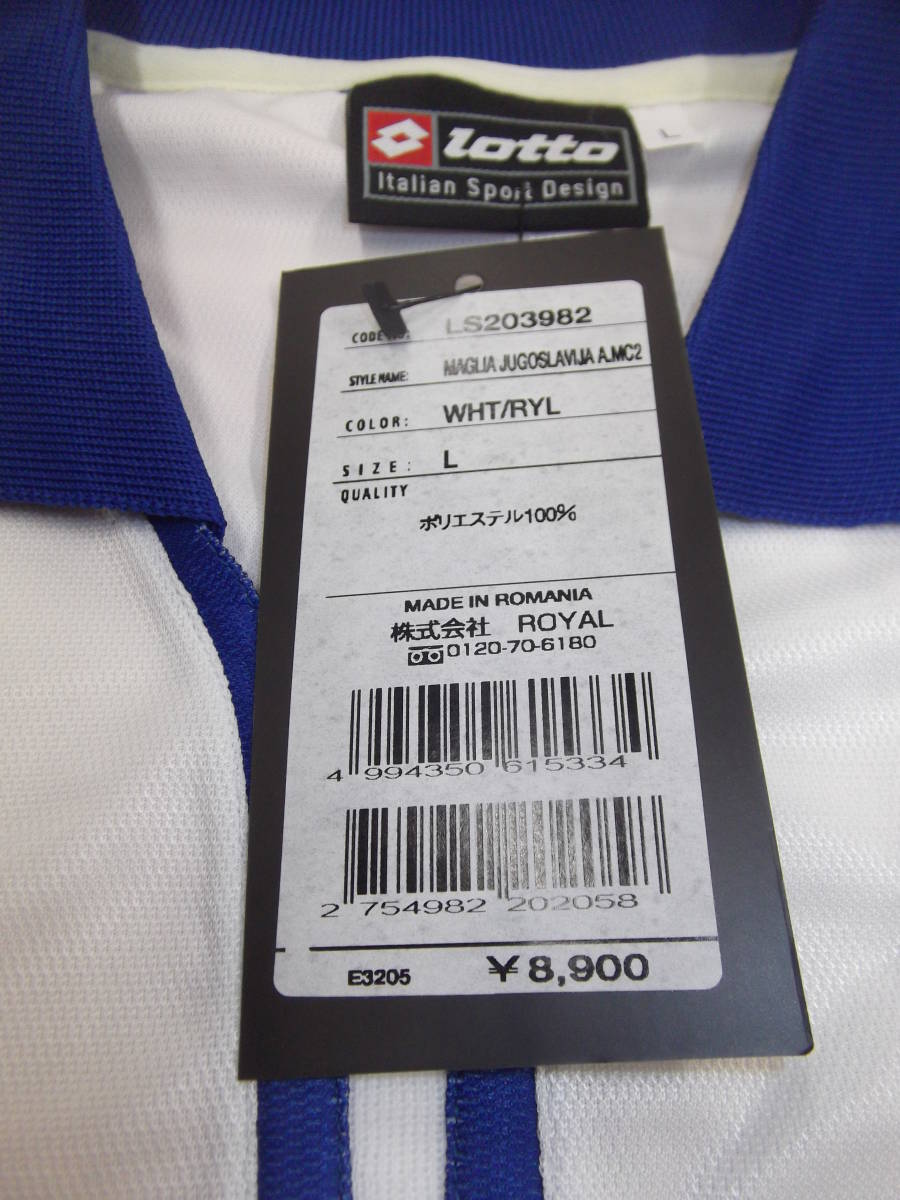 lotto
Italian Sport Design
L
CODE NO: LS203982
STYLE NAME: MAGLIA JUGOSLAVIJA A.MC2
COLOR: WHT/RYL
SIZE: L
QUALITY
ポリエステル100%
MADE IN ROMANIA
株式会社 ROYAL
0120-70-6180
4 994350 615334
2 754982 202058
E3205 ¥8,900